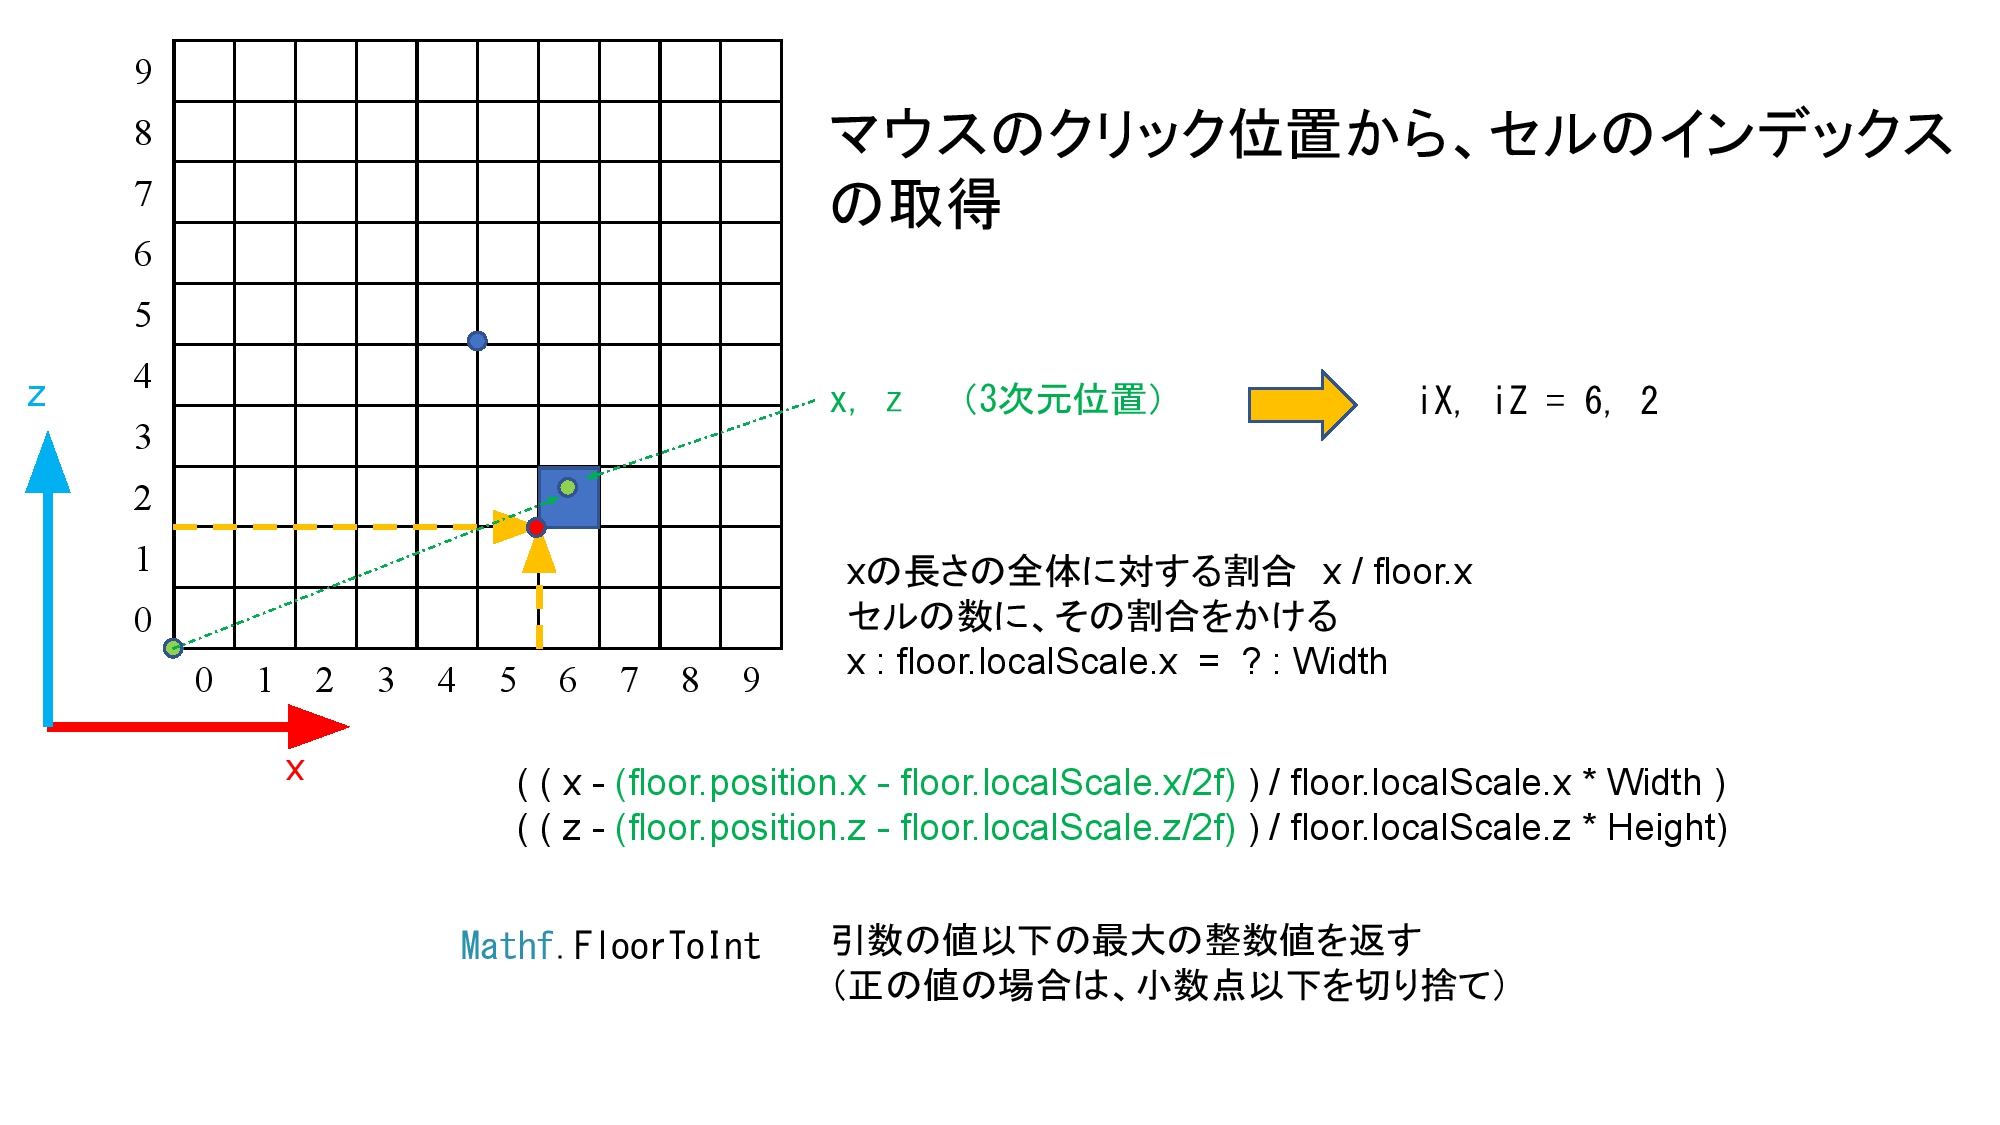 マウスのクリック位置から、セルのインデックス
の取得
9
8
7
6
5
4
3
2
1
0
0 1 2 3 4 5 6 7 8 9
z
x
x, z （3次元位置）
iX, iZ = 6, 2
xの長さの全体に対する割合　x / floor.x
セルの数に、その割合をかける
x : floor.localScale.x = ? : Width
( ( x - (floor.position.x - floor.localScale.x/2f) ) / floor.localScale.x * Width )
( ( z - (floor.position.z - floor.localScale.z/2f) ) / floor.localScale.z * Height)
Mathf.FloorToInt
引数の値以下の最大の整数値を返す
（正の値の場合は、小数点以下を切り捨て）